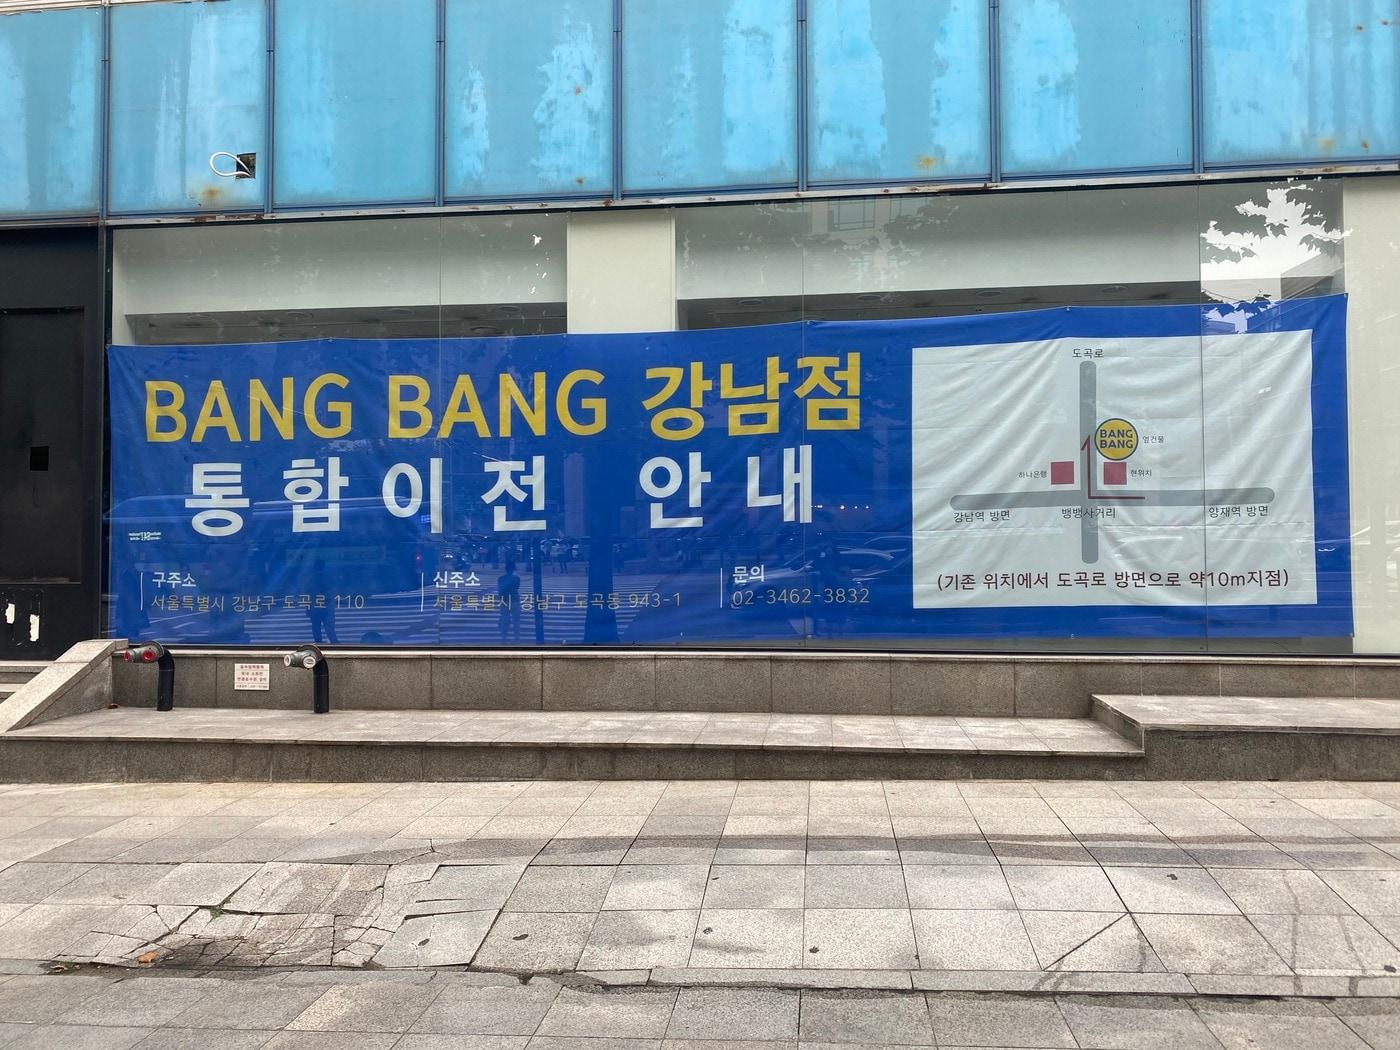 BANG BANG 강남점
통합이전 안내
구주소
서울특별시 강남구 도곡로 110
신주소
서울특별시 강남구 도곡동 943-1
문의
02-3462-3832
도곡로
BANG
BANG
옆건물
하나은행
현위치
강남역 방면
뱅뱅사거리
양재역 방면
(기존 위치에서 도곡로 방면으로 약10m지점)